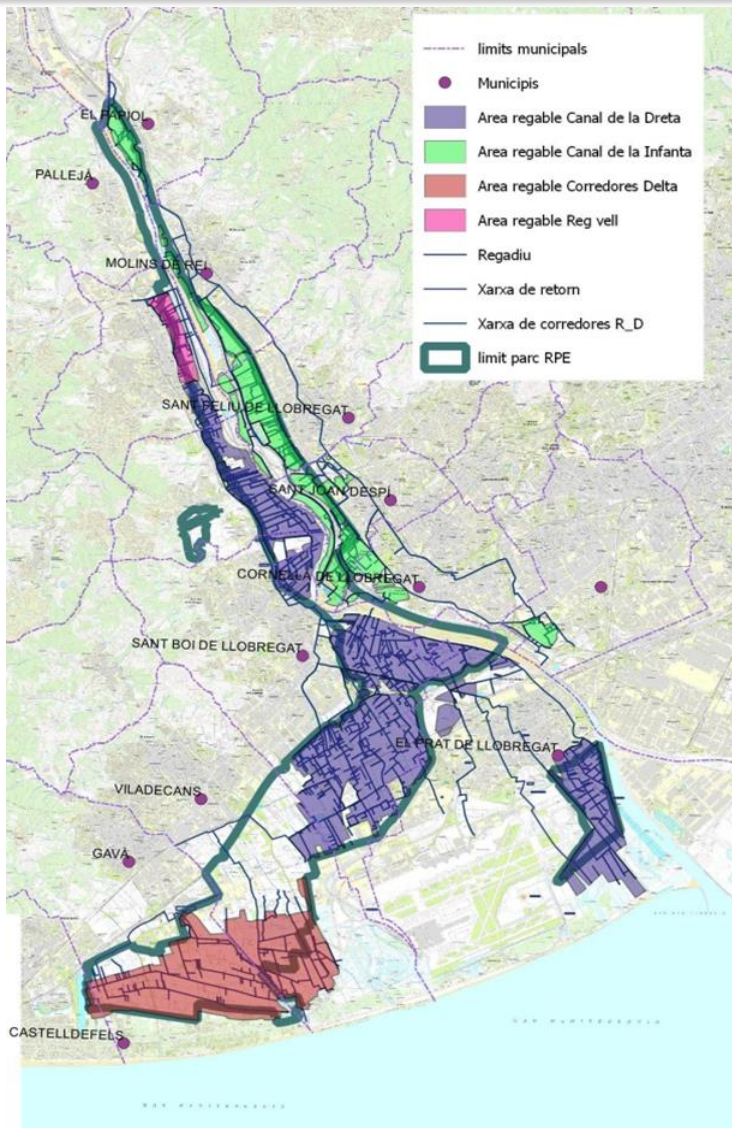 limits municipals
Municipis
Area regable Canal de la Dreta
Area regable Canal de la Infanta
Area regable Corredores Delta
Area regable Reg vell
Regadiu
Xarxa de retorn
Xarxa de corredores R_D
limit parc RPE
EL PAPIOL
PALLEJÀ
MOLINS DE REI
SANT FELIU DE LLOBREGAT
SANT JOAN DESPÍ
CORNELLÀ DE LLOBREGAT
SANT BOI DE LLOBREGAT
EL PRAT DE LLOBREGAT
VILADECANS
GAVÀ
CASTELLDEFELS